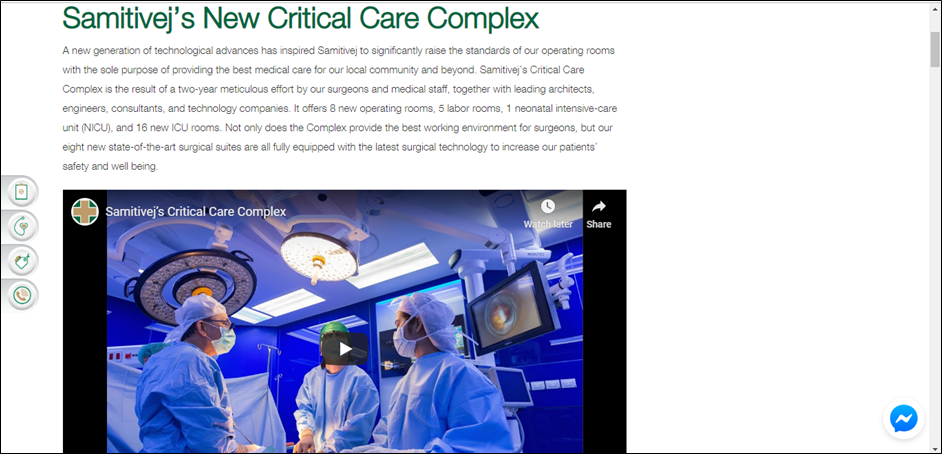 Samitivej's New Critical Care Complex
A new generation of technological advances has inspired Samitivej to significantly raise the standards of our operating rooms
with the sole purpose of providing the best medical care for our local community and beyond. Samitivej's Critical Care
Complex is the result of a two-year meticulous effort by our surgeons and medical staff, together with leading architects,
engineers, consultants, and technology companies. It offers 8 new operating rooms, 5 labor rooms, 1 neonatal intensive-care
unit (NICU), and 16 new ICU rooms. Not only does the Complex provide the best working environment for surgeons, but our
eight new state-of-the-art surgical suites are all fully equipped with the latest surgical technology to increase our patients'
safety and well being.
Samitivej's Critical Care Complex
Watch later
Share